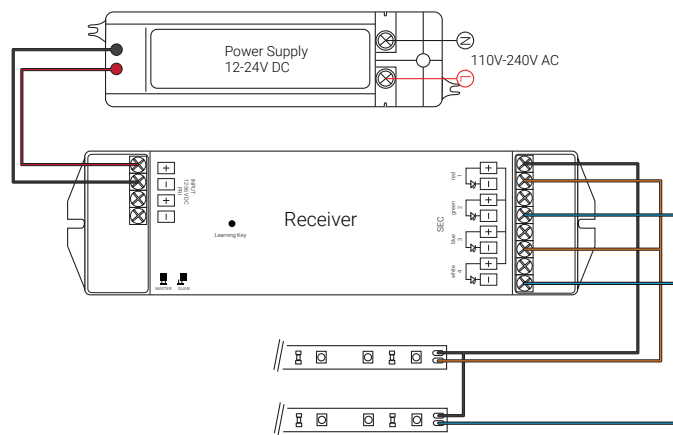 Power Supply
12-24V DC
N
L
110V-240V AC
+
−
+
−
INPUT
12-36VDC
PRI
Receiver
Learning Key
MASTER
SLAVE
SEC
red
1
+
−
green
2
+
−
blue
3
+
−
white
4
+
−